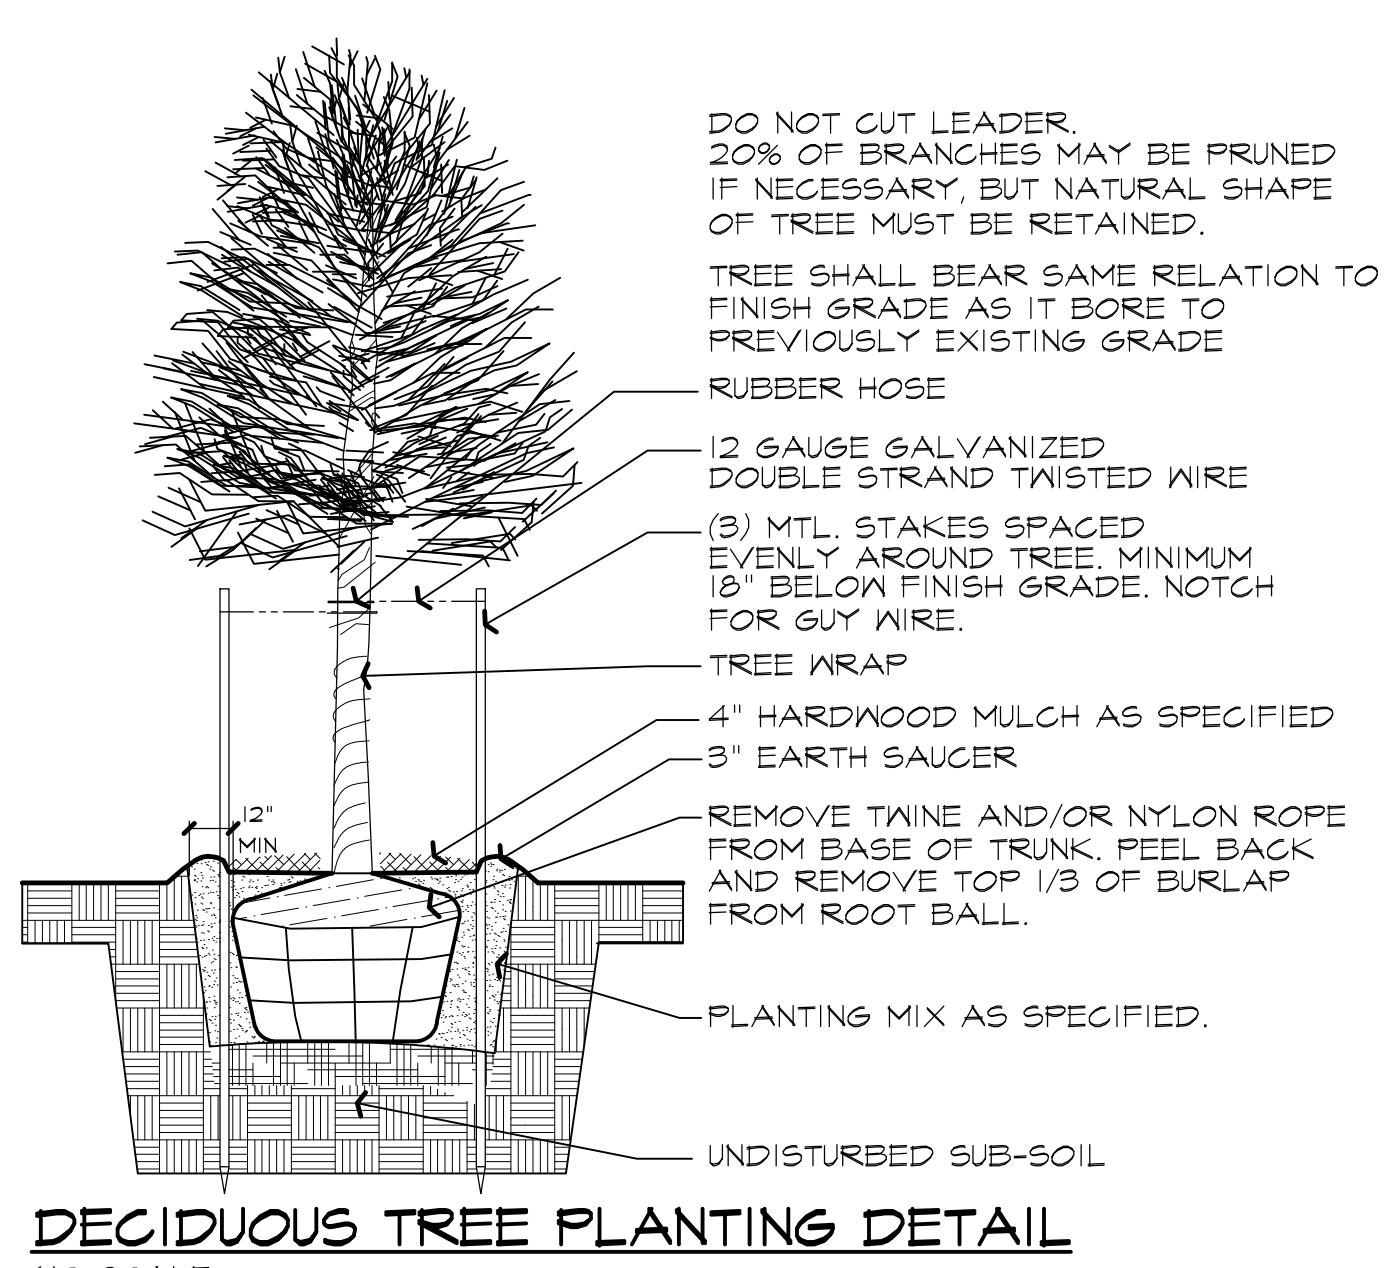 DO NOT CUT LEADER.
20% OF BRANCHES MAY BE PRUNED
IF NECESSARY, BUT NATURAL SHAPE
OF TREE MUST BE RETAINED.
TREE SHALL BEAR SAME RELATION TO
FINISH GRADE AS IT BORE TO
PREVIOUSLY EXISTING GRADE
RUBBER HOSE
12 GAUGE GALVANIZED
DOUBLE STRAND TWISTED WIRE
(3) MTL. STAKES SPACED
EVENLY AROUND TREE. MINIMUM
18" BELOW FINISH GRADE. NOTCH
FOR GUY WIRE.
TREE WRAP
4" HARDWOOD MULCH AS SPECIFIED
3" EARTH SAUCER
12"
MIN
REMOVE TWINE AND/OR NYLON ROPE
FROM BASE OF TRUNK. PEEL BACK
AND REMOVE TOP 1/3 OF BURLAP
FROM ROOT BALL.
PLANTING MIX AS SPECIFIED.
UNDISTURBED SUB-SOIL
DECIDUOUS TREE PLANTING DETAIL